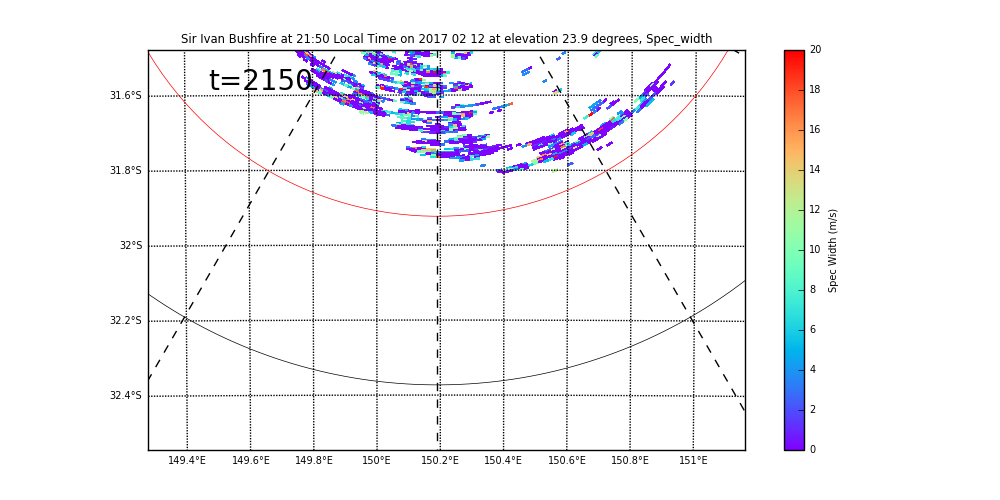 Sir Ivan Bushfire at 21:50 Local Time on 2017 02 12 at elevation 23.9 degrees, Spec_width
t=2150
31.6°S
31.8°S
32°S
32.2°S
32.4°S
149.4°E 149.6°E 149.8°E 150°E 150.2°E 150.4°E 150.6°E 150.8°E 151°E
20
18
16
14
12
10
8
6
4
2
0
Spec Width (m/s)